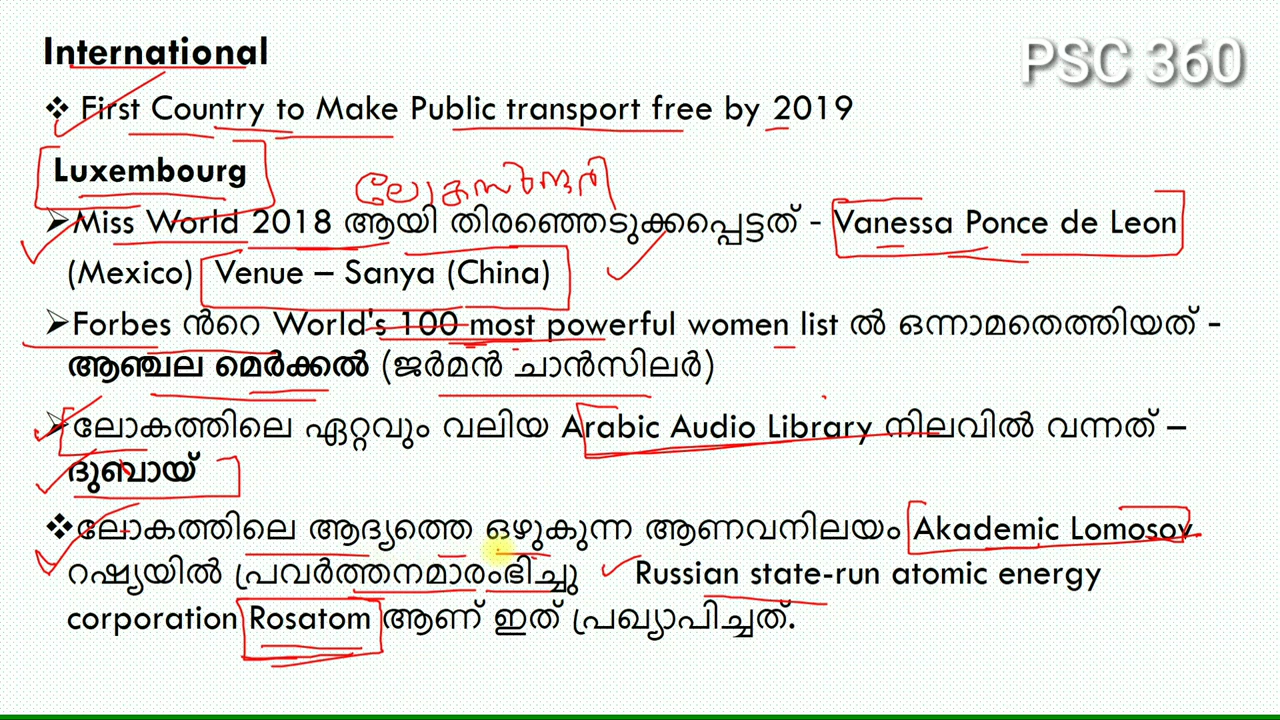 International
PSC 360
❖ First Country to Make Public transport free by 2019
Luxembourg
ലോകസുന്ദരി
➢Miss World 2018 ആയി തിരഞ്ഞെടുക്കപ്പെട്ടത് - Vanessa Ponce de Leon
(Mexico) Venue – Sanya (China)
➢Forbes ൻറെ World's 100 most powerful women list ൽ ഒന്നാമതെത്തിയത് -
ആഞ്ചല മെർക്കൽ (ജർമൻ ചാൻസിലർ)
➢ലോകത്തിലെ ഏറ്റവും വലിയ Arabic Audio Library നിലവിൽ വന്നത് –
ദുബായ്
❖ലോകത്തിലെ ആദ്യത്തെ ഒഴുകുന്ന ആണവനിലയം Akademic Lomosov
റഷ്യയിൽ പ്രവർത്തനമാരംഭിച്ചു Russian state-run atomic energy
corporation Rosatom ആണ് ഇത് പ്രഖ്യാപിച്ചത്.